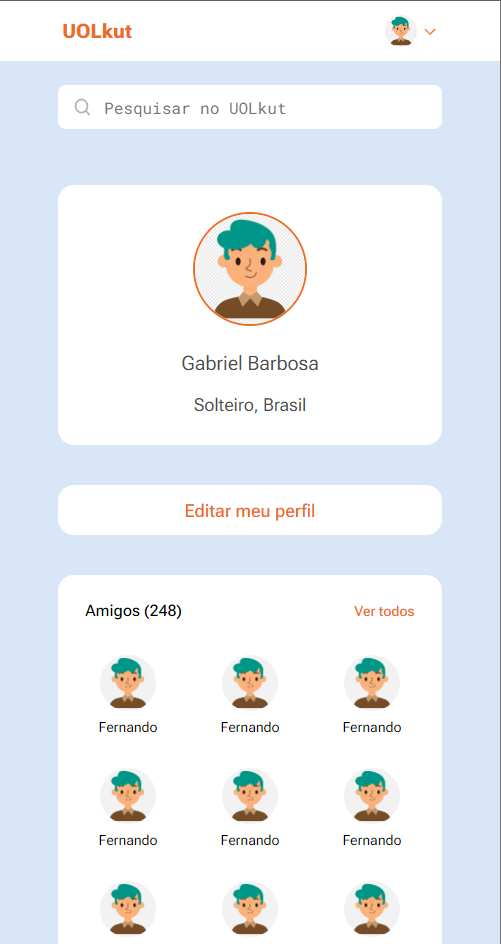 UOLkut
Pesquisar no UOLkut
Gabriel Barbosa
Solteiro, Brasil
Editar meu perfil
Amigos (248)
Ver todos
Fernando
Fernando
Fernando
Fernando
Fernando
Fernando